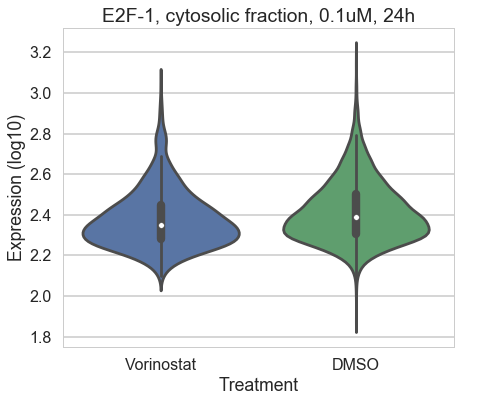 E2F-1, cytosolic fraction, 0.1uM, 24h
Expression (log10)
3.2
3.0
2.8
2.6
2.4
2.2
2.0
1.8
Vorinostat DMSO
Treatment